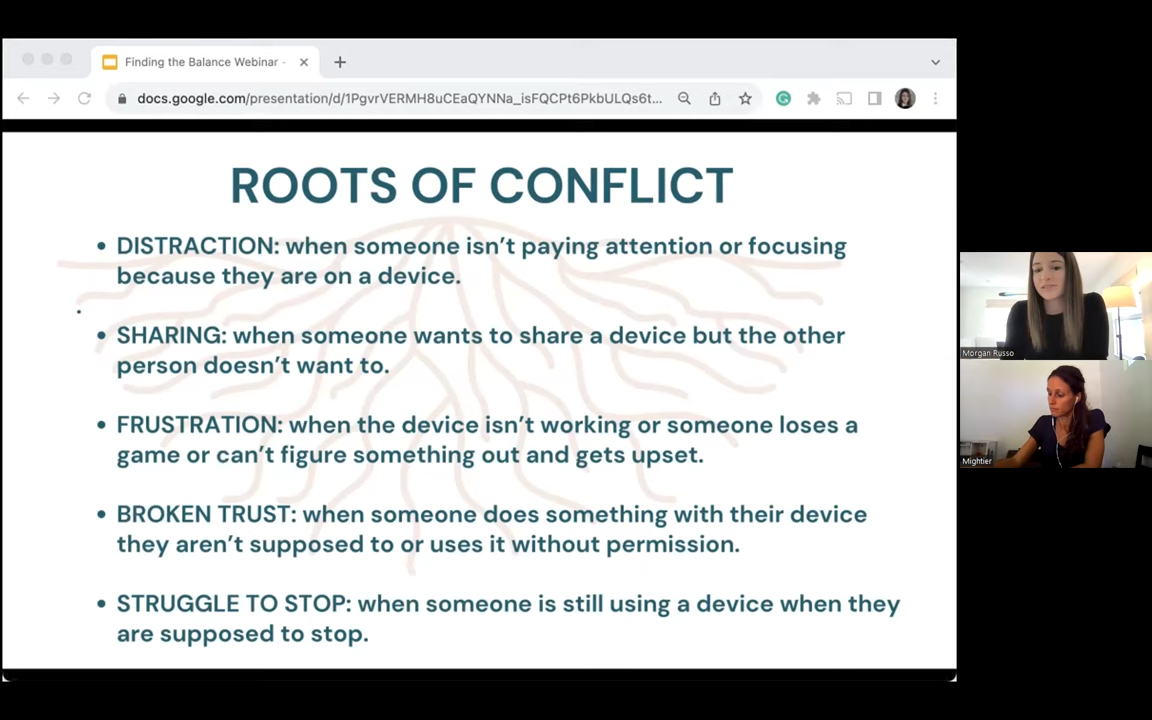 Finding the Balance Webinar -
docs.google.com/presentation/d/1PgvrVERMH8uCEaQYNNa_isFQCPt6PkbULQs6t...
ROOTS OF CONFLICT
• DISTRACTION: when someone isn't paying attention or focusing
because they are on a device.
• SHARING: when someone wants to share a device but the other
person doesn't want to.
• FRUSTRATION: when the device isn't working or someone loses a
game or can't figure something out and gets upset.
• BROKEN TRUST: when someone does something with their device
they aren't supposed to or uses it without permission.
• STRUGGLE TO STOP: when someone is still using a device when they
are supposed to stop.
Morgan Russo
Mightier